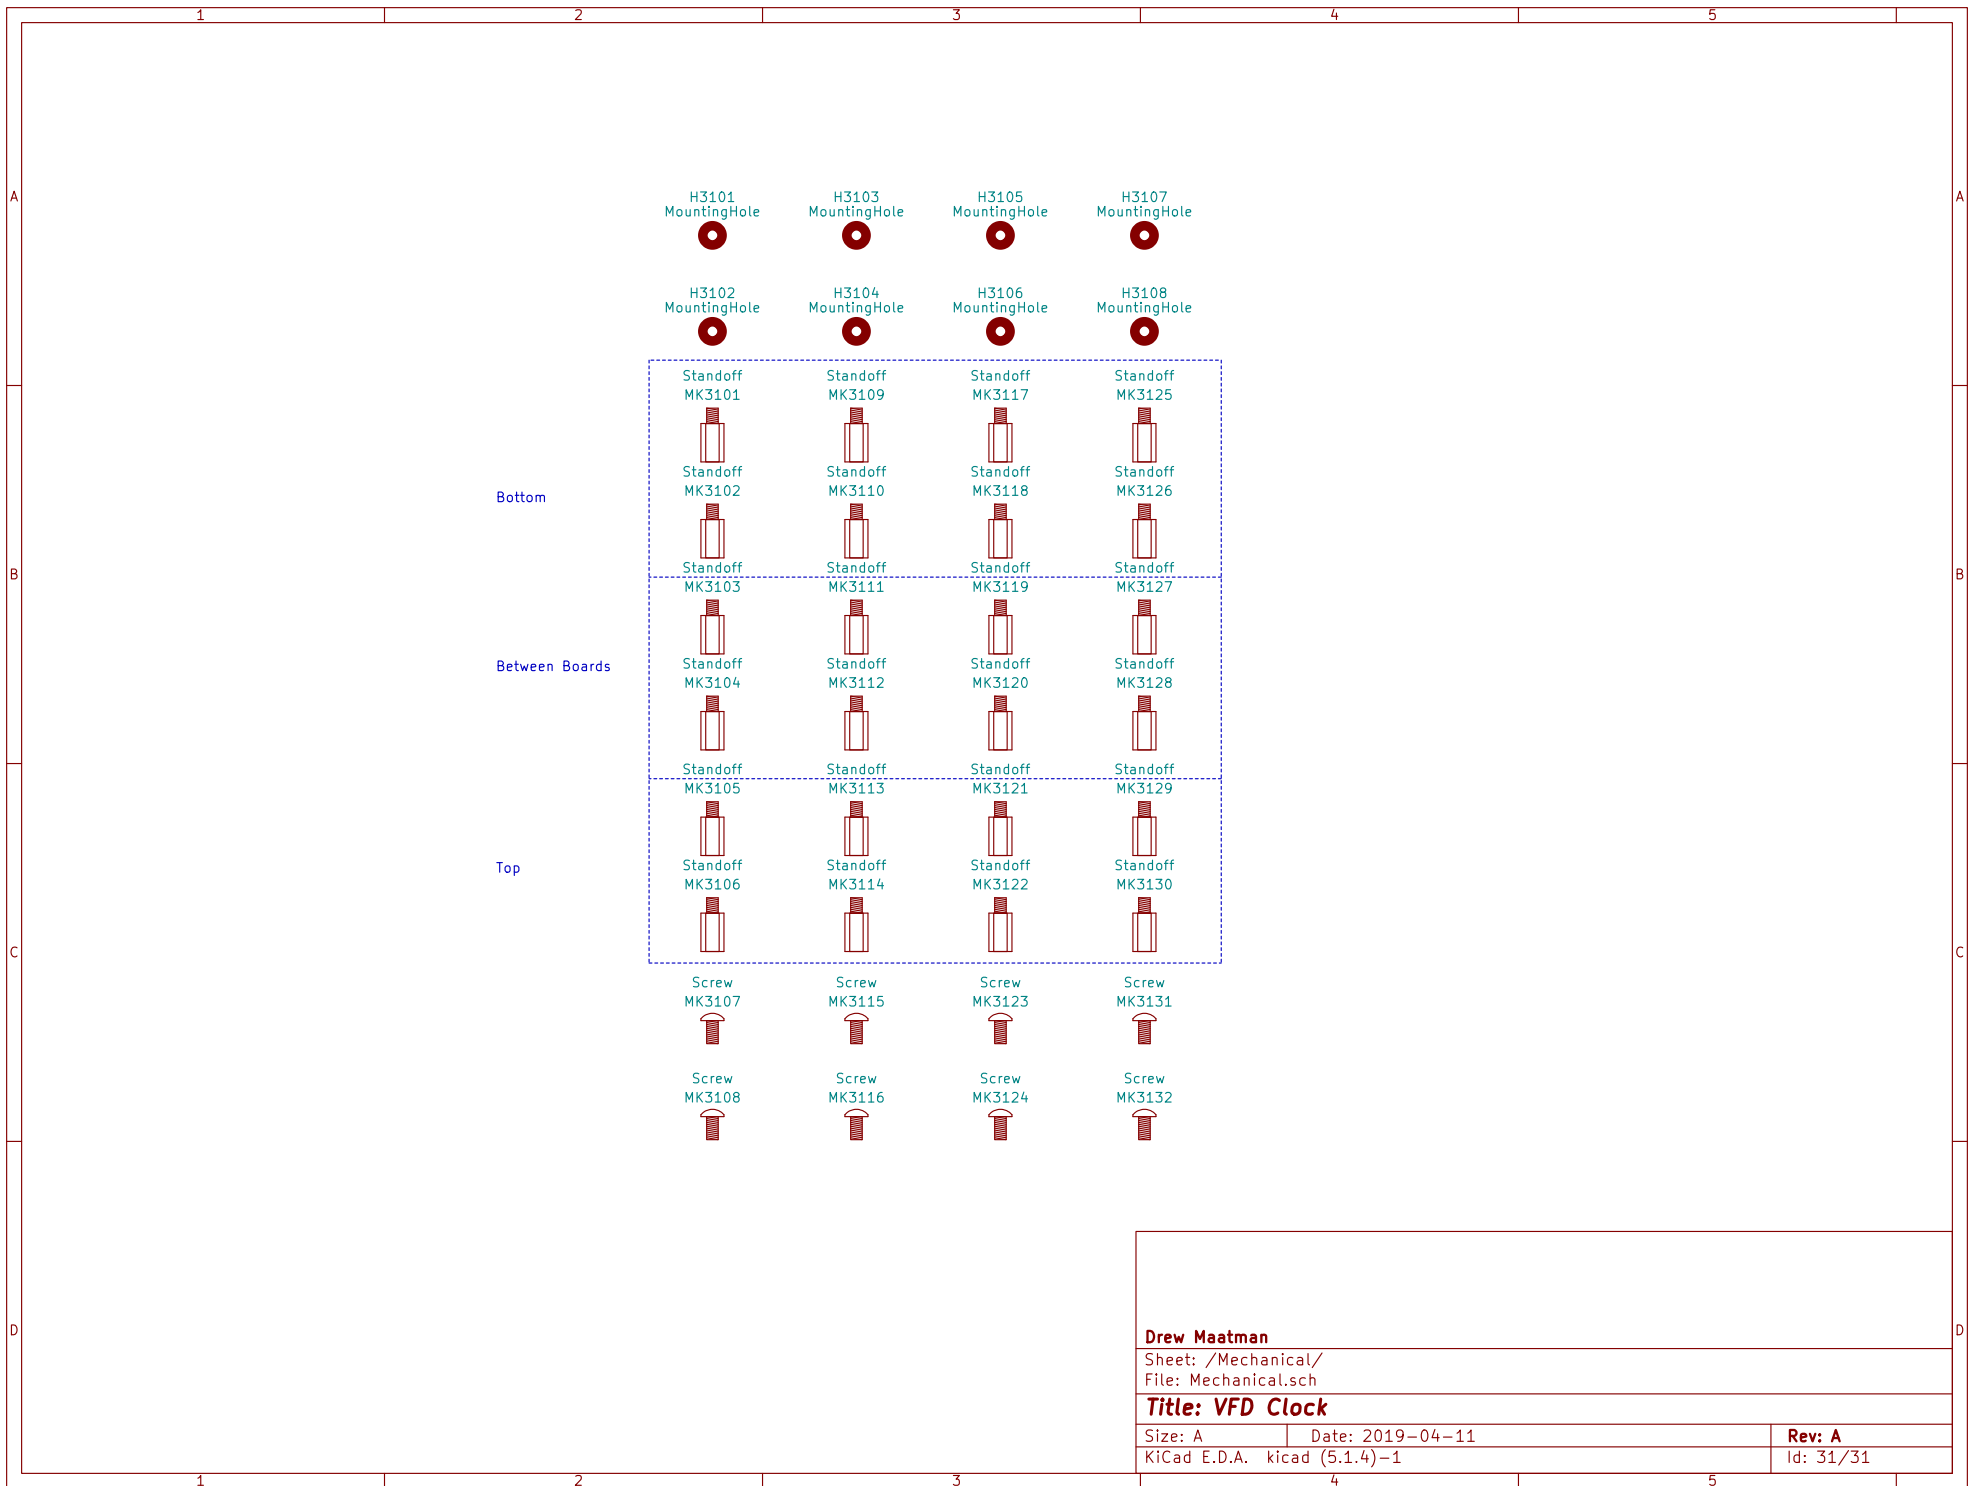 1 2 3 4 5
A A
H3101 H3103 H3105 H3107
MountingHole MountingHole MountingHole MountingHole
H3102 H3104 H3106 H3108
MountingHole MountingHole MountingHole MountingHole
Standoff Standoff Standoff Standoff
MK3101 MK3109 MK3117 MK3125
Standoff Standoff Standoff Standoff
MK3102 MK3110 MK3118 MK3126
Bottom
Standoff Standoff Standoff Standoff
B B
MK3103 MK3111 MK3119 MK3127
Standoff Standoff Standoff Standoff
Between Boards
MK3104 MK3112 MK3120 MK3128
Standoff Standoff Standoff Standoff
MK3105 MK3113 MK3121 MK3129
Standoff Standoff Standoff Standoff
Top
MK3106 MK3114 MK3122 MK3130
C C
Screw Screw Screw Screw
MK3107 MK3115 MK3123 MK3131
Screw Screw Screw Screw
MK3108 MK3116 MK3124 MK3132
D D
Drew Maatman
Sheet: /Mechanical/
File: Mechanical.sch
Title: VFD Clock
Size: A Date: 2019-04-11 Rev: A
KiCad E.D.A. kicad (5.1.4)-1 Id: 31/31
1 2 3 4 5